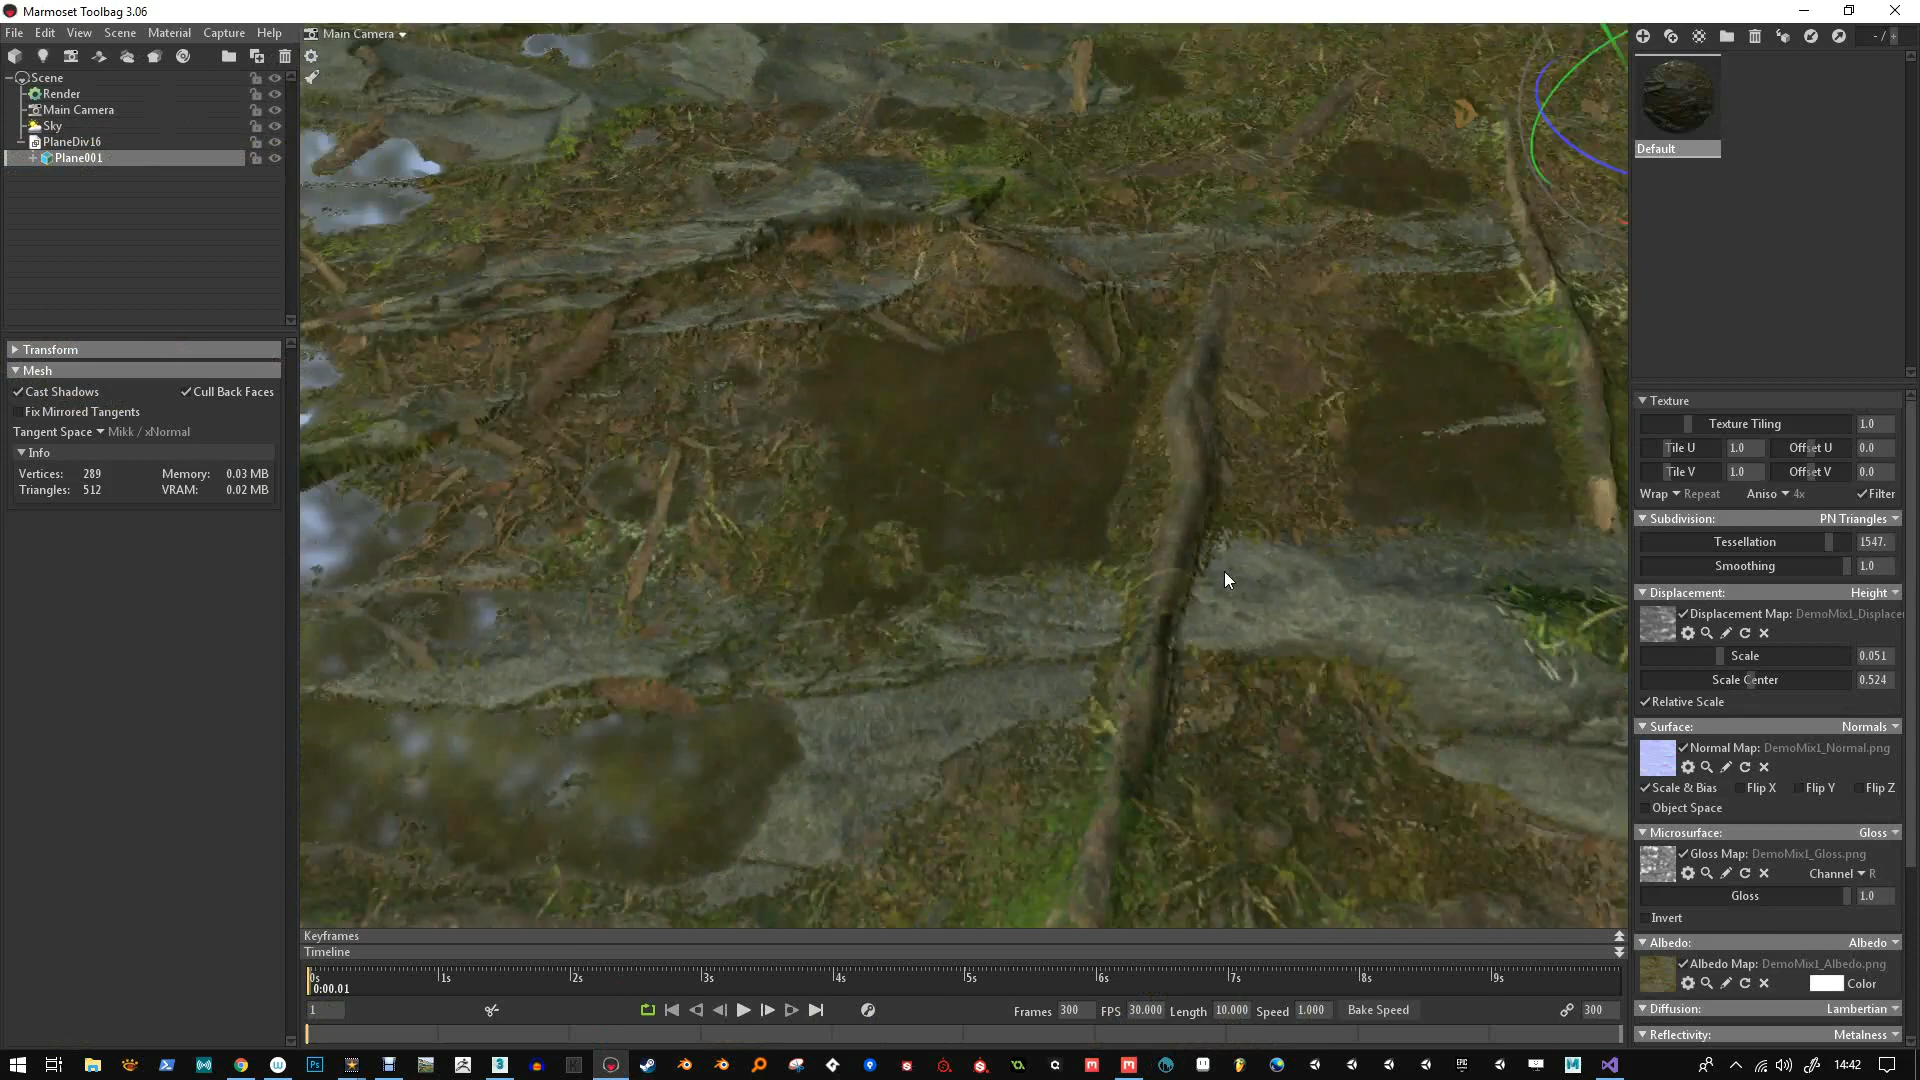 Marmoset Toolbag 3.06
File Edit View Scene Material Capture Help
Main Camera
- / +
Scene
Render
Main Camera
Sky
PlaneDiv16
Plane001
Default
Transform
Mesh
Cast Shadows Cull Back Faces
Fix Mirrored Tangents
Tangent Space Mikk / xNormal
Info
Vertices: 289 Memory: 0.03 MB
Triangles: 512 VRAM: 0.02 MB
Texture
Texture Tiling 1.0
Tile U 1.0 Offset U 0.0
Tile V 1.0 Offset V 0.0
Wrap Repeat Aniso 4x Filter
Subdivision: PN Triangles
Tessellation 1547.
Smoothing 1.0
Displacement: Height
Displacement Map: DemoMix1_Displacer
Scale 0.051
Scale Center 0.524
Relative Scale
Surface: Normals
Normal Map: DemoMix1_Normal.png
Scale & Bias Flip X Flip Y Flip Z
Object Space
Microsurface: Gloss
Gloss Map: DemoMix1_Gloss.png
Channel R
Gloss 1.0
Invert
Albedo: Albedo
Albedo Map: DemoMix1_Albedo.png
Color
Diffusion: Lambertian
Reflectivity: Metalness
Keyframes
Timeline
0s 1s 2s 3s 4s 5s 6s 7s 8s 9s
0:00.01
1 Frames 300 FPS 30.000 Length 10.000 Speed 1.000 Bake Speed 300
14:42